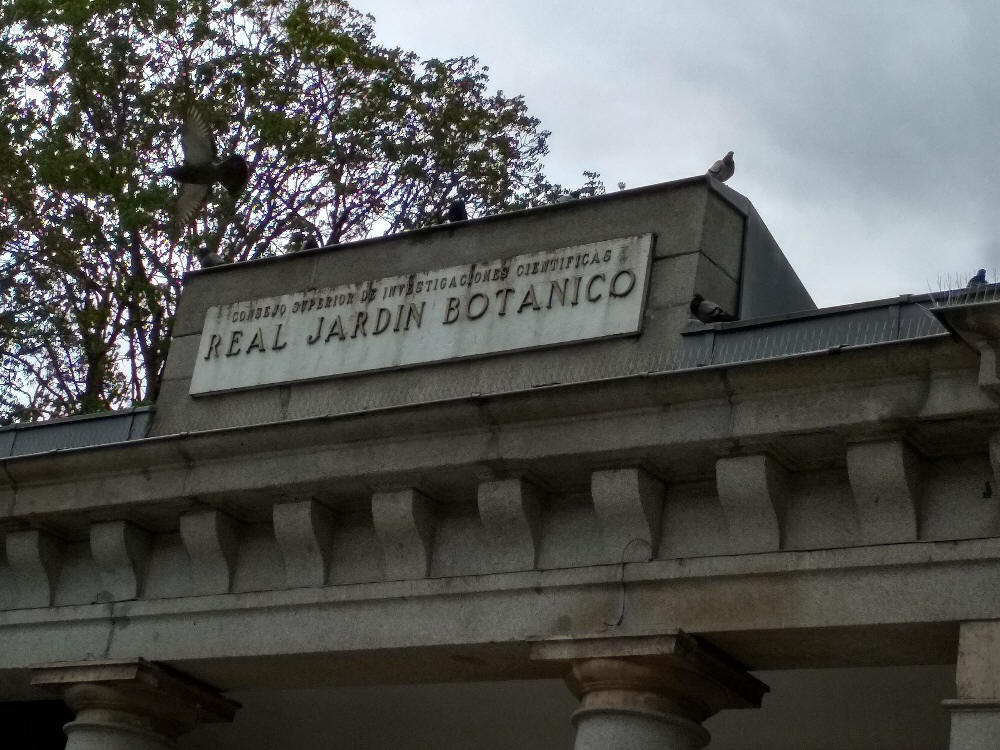 CONSEJO SUPERIOR DE INVESTIGACIONES CIENTIFICAS
REAL JARDIN BOTANICO